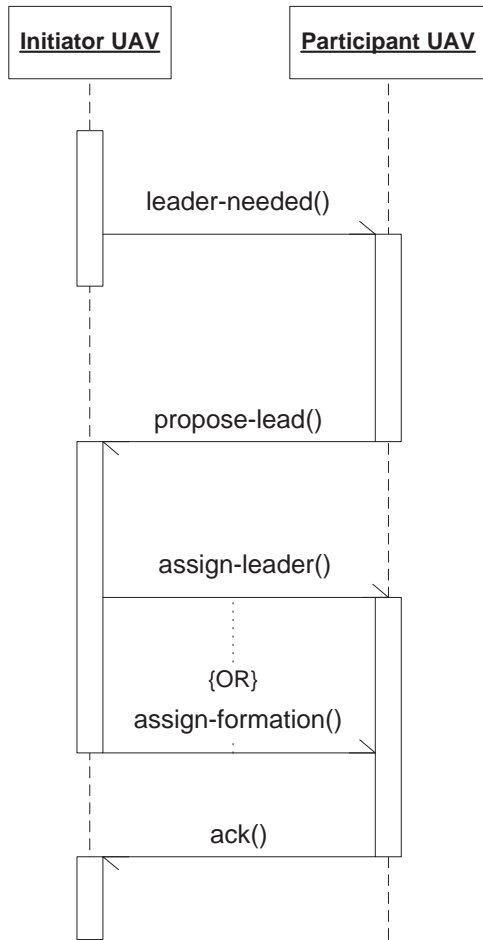 Initiator UAV
Participant UAV
leader-needed()
propose-lead()
assign-leader()
{OR}
assign-formation()
ack()